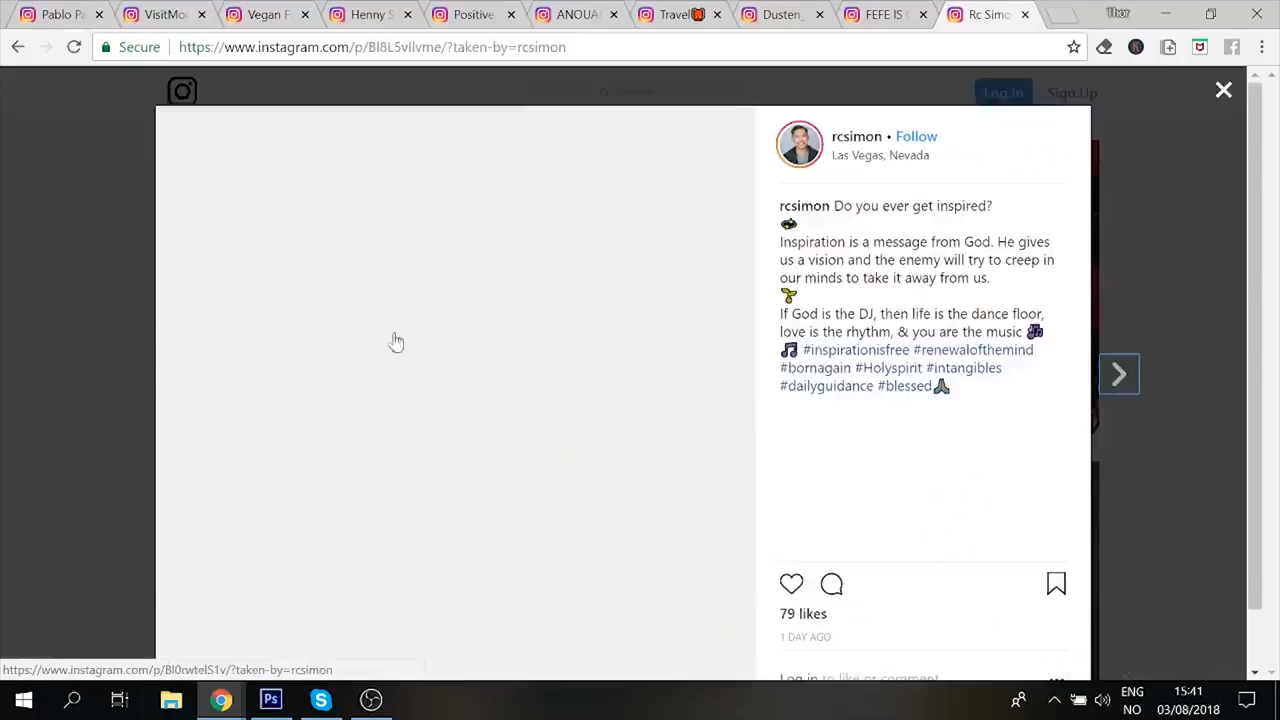 Pablo Pa
VisitMo
Vegan F
Henny S
Positive
ANOUA
Travel
Dusten_
FEFE IS
Rc Simo
Thor
Secure
https://www.instagram.com/p/Bl8L5vIlvme/?taken-by=rcsimon
Log In
Sign Up
rcsimon • Follow
Las Vegas, Nevada
rcsimon Do you ever get inspired?
Inspiration is a message from God. He gives
us a vision and the enemy will try to creep in
our minds to take it away from us.
If God is the DJ, then life is the dance floor,
love is the rhythm, & you are the music
#inspirationisfree #renewalofthemind
#bornagain #Holyspirit #intangibles
#dailyguidance #blessed
79 likes
1 DAY AGO
Log in to like or comment
https://www.instagram.com/p/Bl0rwtelS1v/?taken-by=rcsimon
Ps
ENG
NO
15:41
03/08/2018